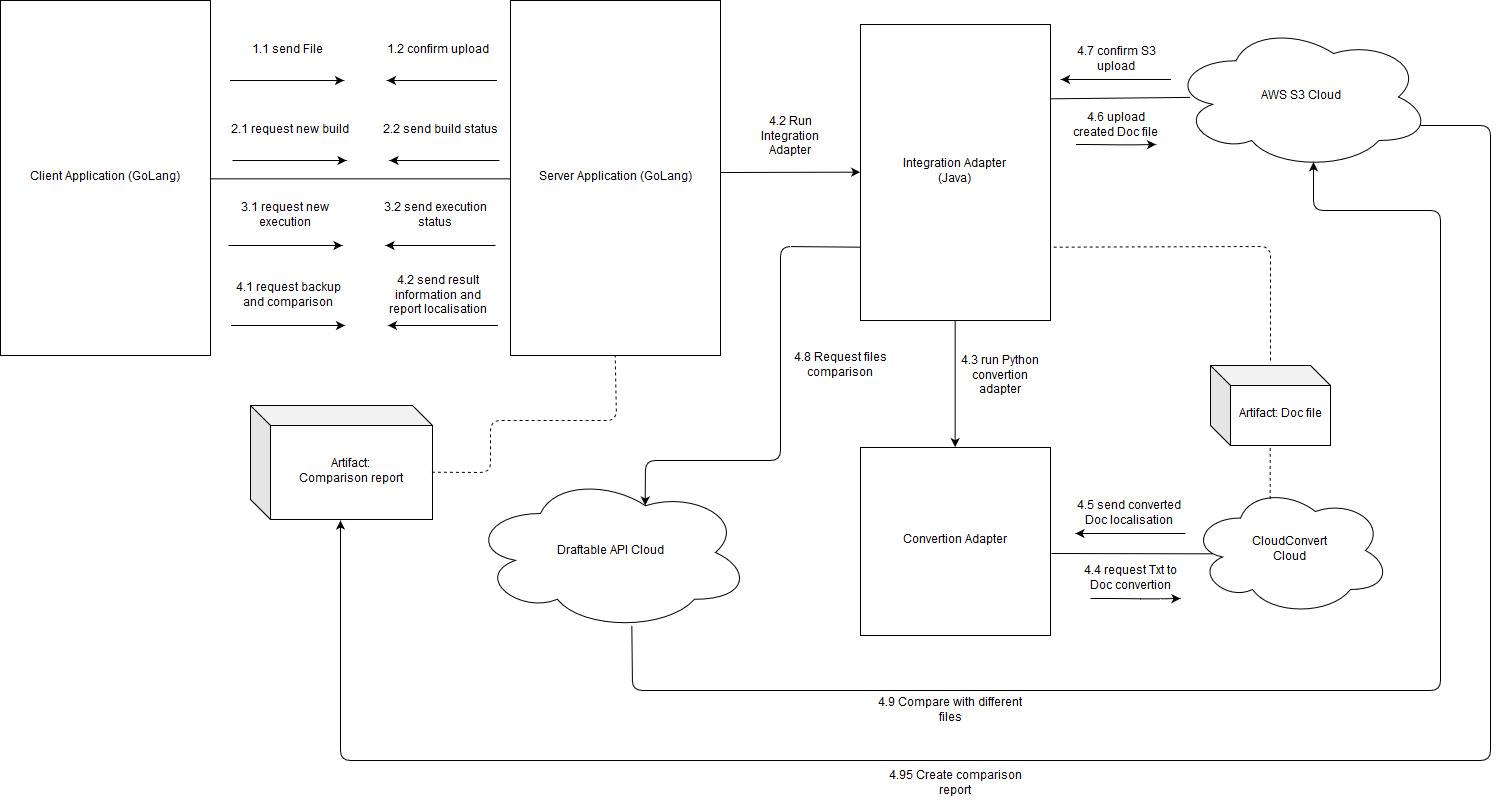 1.1 send File
1.2 confirm upload
2.1 request new build
2.2 send build status
Client Application (GoLang)
Server Application (GoLang)
3.1 request new
execution
3.2 send execution
status
4.1 request backup
and comparison
4.2 send result
information and
report localisation
4.2 Run
Integration
Adapter
Integration Adapter
(Java)
4.7 confirm S3
upload
AWS S3 Cloud
4.6 upload
created Doc file
4.8 Request files
comparison
4.3 run Python
convertion
adapter
Artifact: Doc file
Artifact:
Comparison report
Draftable API Cloud
Convertion Adapter
4.5 send converted
Doc localisation
CloudConvert
Cloud
4.4 request Txt to
Doc convertion
4.9 Compare with different
files
4.95 Create comparison
report